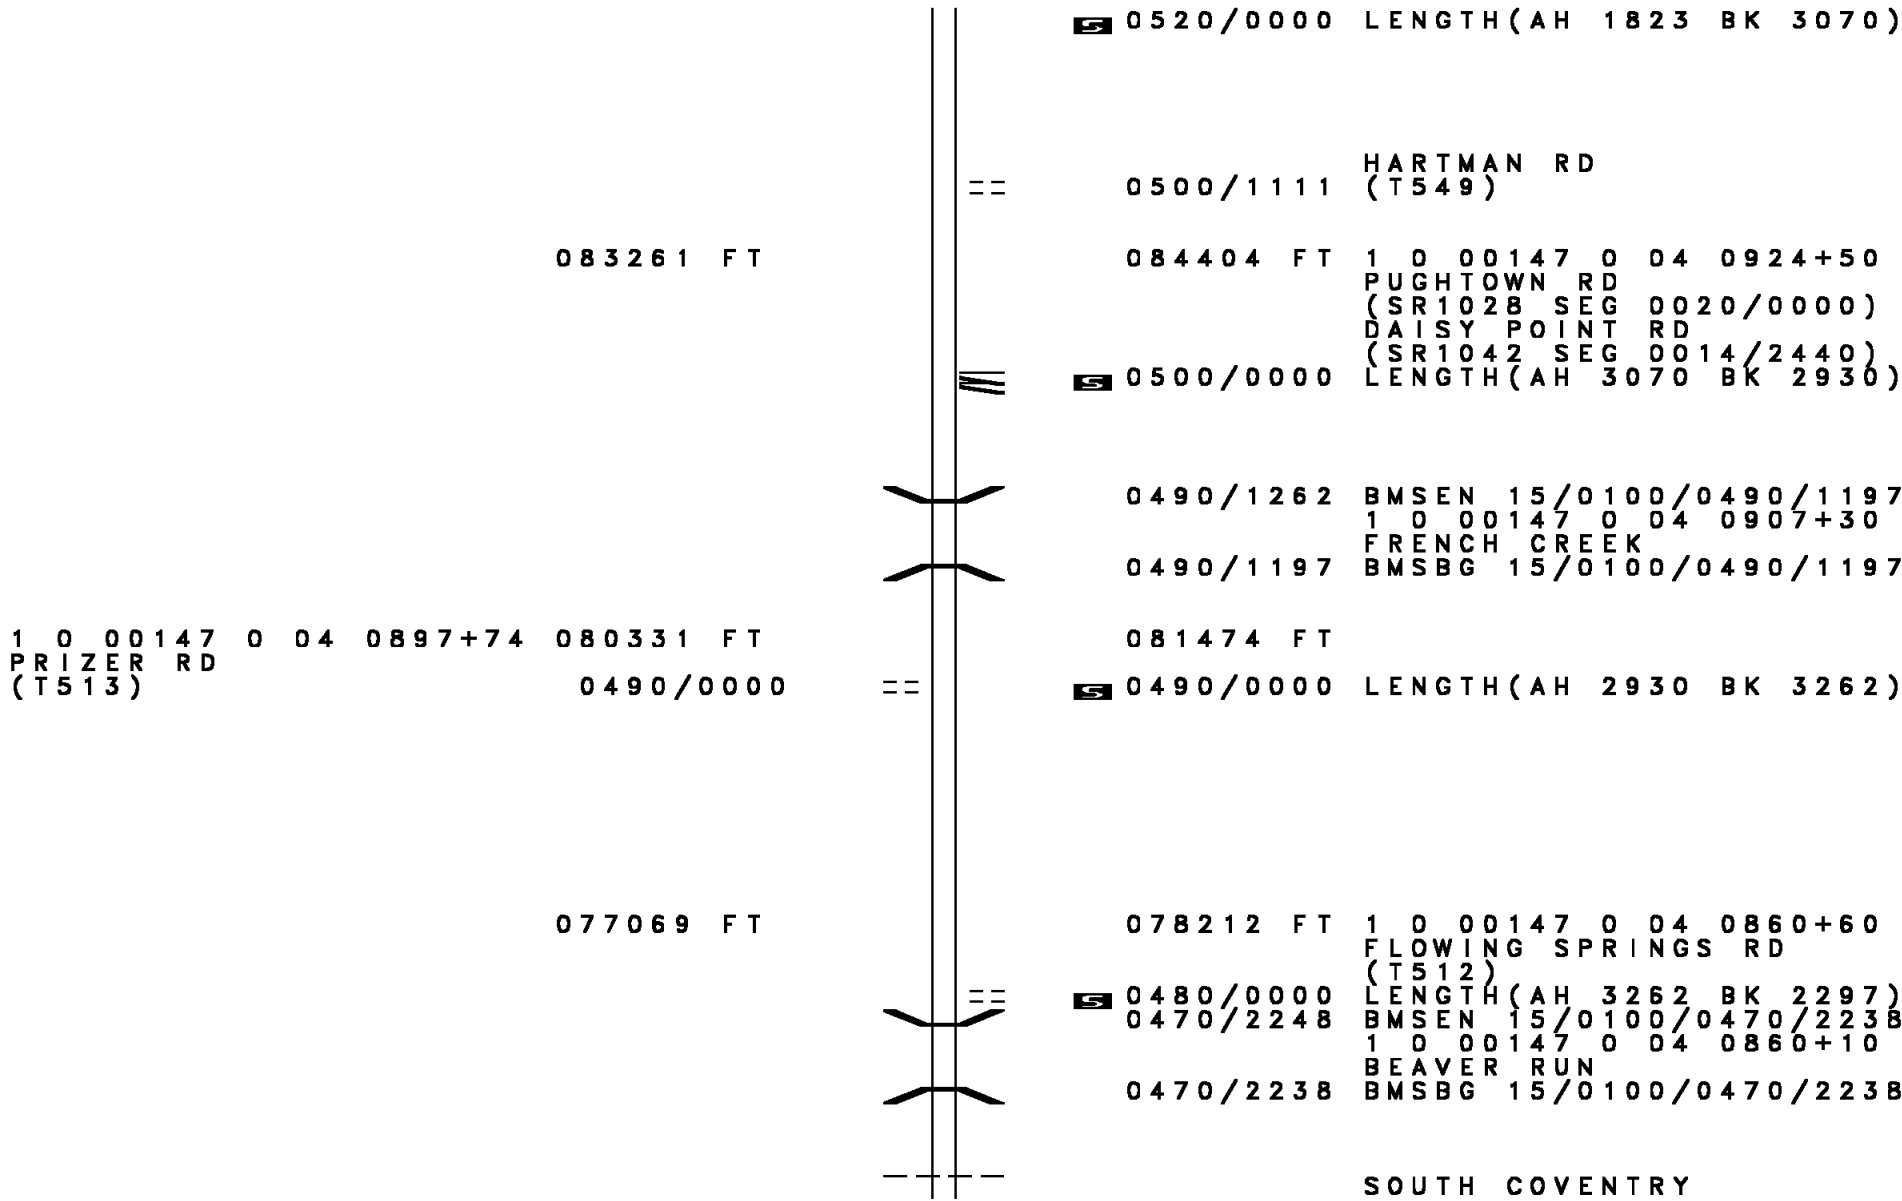 0520/0000 LENGTH(AH 1823 BK 3070)
HARTMAN RD
0500/1111 (T549)
083261 FT 084404 FT 1 0 00147 0 04 0924+50
PUGHTOWN RD
(SR1028 SEG 0020/0000)
DAISY POINT RD
(SR1042 SEG 0014/2440)
S 0500/0000 LENGTH(AH 3070 BK 2930)
0490/1262 BMSEN 15/0100/0490/1197
1 0 00147 0 04 0907+30
FRENCH CREEK
0490/1197 BMSBG 15/0100/0490/1197
1 0 00147 0 04 0897+74 080331 FT 081474 FT
PRIZER RD
(T513) 0490/0000 S 0490/0000 LENGTH(AH 2930 BK 3262)
077069 FT 078212 FT 1 0 00147 0 04 0860+60
FLOWING SPRINGS RD
(T512)
S 0480/0000 LENGTH(AH 3262 BK 2297)
0470/2248 BMSEN 15/0100/0470/2238
1 0 00147 0 04 0860+10
BEAVER RUN
0470/2238 BMSBG 15/0100/0470/2238
SOUTH COVENTRY